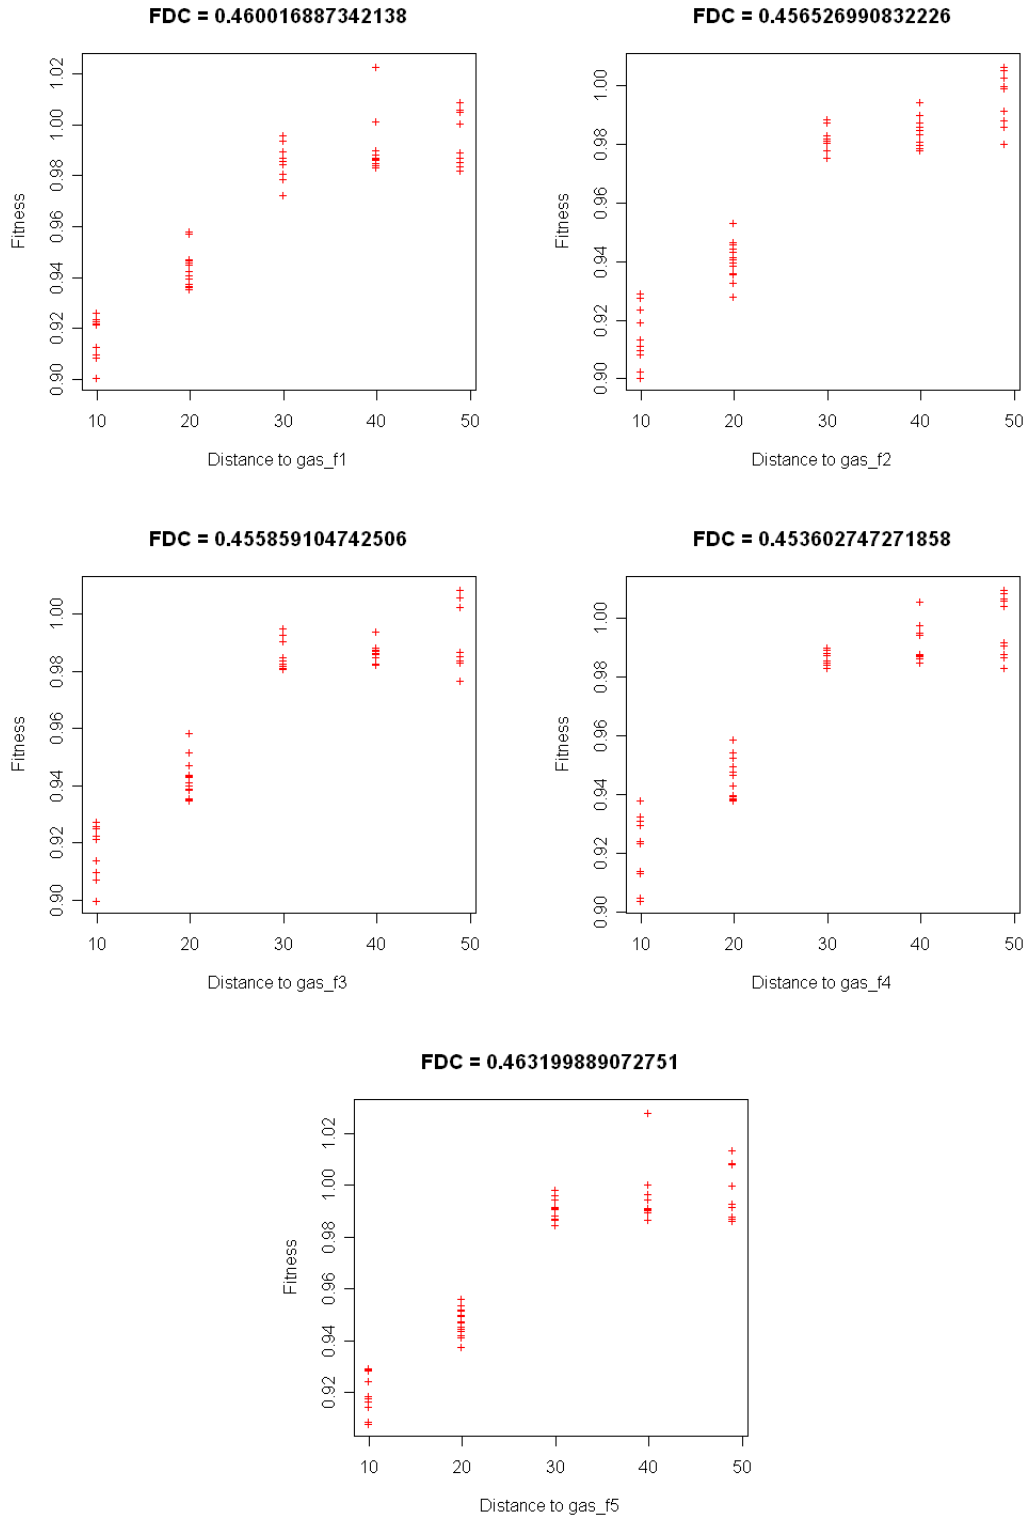 FDC = 0.460016887342138
FDC = 0.456526990832226
Fitness
0.90 0.92 0.94 0.96 0.98 1.00 1.02
10 20 30 40 50
Distance to gas_f1
Fitness
0.90 0.92 0.94 0.96 0.98 1.00
10 20 30 40 50
Distance to gas_f2
FDC = 0.455859104742506
FDC = 0.453602747271858
Fitness
0.90 0.92 0.94 0.96 0.98 1.00
10 20 30 40 50
Distance to gas_f3
Fitness
0.90 0.92 0.94 0.96 0.98 1.00
10 20 30 40 50
Distance to gas_f4
FDC = 0.463199889072751
Fitness
0.92 0.94 0.96 0.98 1.00 1.02
10 20 30 40 50
Distance to gas_f5